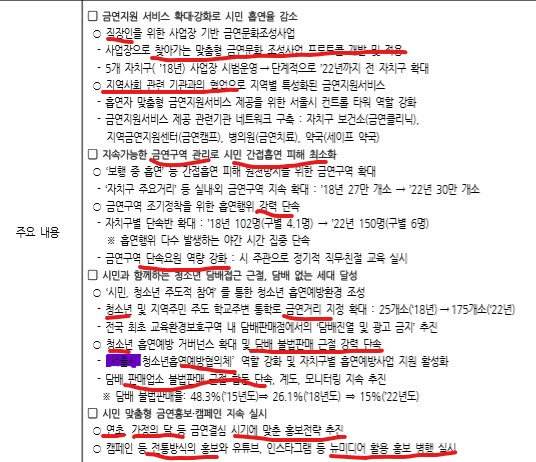 주요 내용
□ 금연지원 서비스 확대·강화로 시민 흡연율 감소
○ 직장인을 위한 사업장 기반 금연문화조성사업
- 사업장으로 찾아가는 맞춤형 금연문화 조성사업 프로토콜 개발 및 적용
- 5개 자치구( '18년) 사업장 시범운영→단계적으로 '22년까지 전 자치구 확대
○ 지역사회 관련 기관과의 협업으로 지역별 특성화된 금연지원서비스
- 흡연자 맞춤형 금연지원서비스 제공을 위한 서울시 컨트롤 타워 역할 강화
- 금연지원서비스 제공 관련기관 네트워크 구축 : 자치구 보건소(금연클리닉),
지역금연지원센터(금연캠프), 병의원(금연치료), 약국(세이프 약국)
□ 지속가능한 금연구역 관리로 시민 간접흡연 피해 최소화
○ '보행 중 흡연' 등 간접흡연 피해 원천방지를 위한 금연구역 확대
- '자치구 주요거리' 등 실내외 금연구역 지속 확대 : '18년 27만 개소 → '22년 30만 개소
○ 금연구역 조기정착을 위한 흡연행위 강력 단속
- 자치구별 단속반 확대 : '18년 102명(구별 4.1명) → '22년 150명(구별 6명)
※ 흡연행위 다수 발생하는 야간 시간 집중 단속
- 금연구역 단속요원 역량 강화 : 시 주관으로 정기적 직무친절 교육 실시
□ 시민과 함께하는 청소년 담배접근 근절, 담배 없는 세대 달성
○ '시민, 청소년 주도적 참여' 를 통한 청소년 흡연예방환경 조성
- 청소년 및 지역주민 주도 학교주변 통학로 금연거리 지정 확대 : 25개소('18년)→175개소('22년)
- 전국 최초 교육환경보호구역 내 담배판매점에서의 '담배진열 및 광고 금지' 추진
○ 청소년 흡연예방 거버넌스 확대 및 담배 불법판매 근절 강력 단속
- 청소년흡연예방협의체' 역할 강화 및 자치구별 흡연예방사업 지원 활성화
- 담배 판매업소 불법판매 근절 합동 단속, 계도, 모니터링 지속 추진
※ 담배 불법판매율: 48.3%('15년도)⇒ 26.1%('18년도) ⇒ 15%('22년도)
□ 시민 맞춤형 금연홍보·캠페인 지속 실시
○ 연초, 가정의 달 등 금연결심 시기에 맞춘 홍보전략 추진
○ 캠페인 등 전통방식의 홍보와 유튜브, 인스타그램 등 뉴미디어 활용 홍보 병행 실시